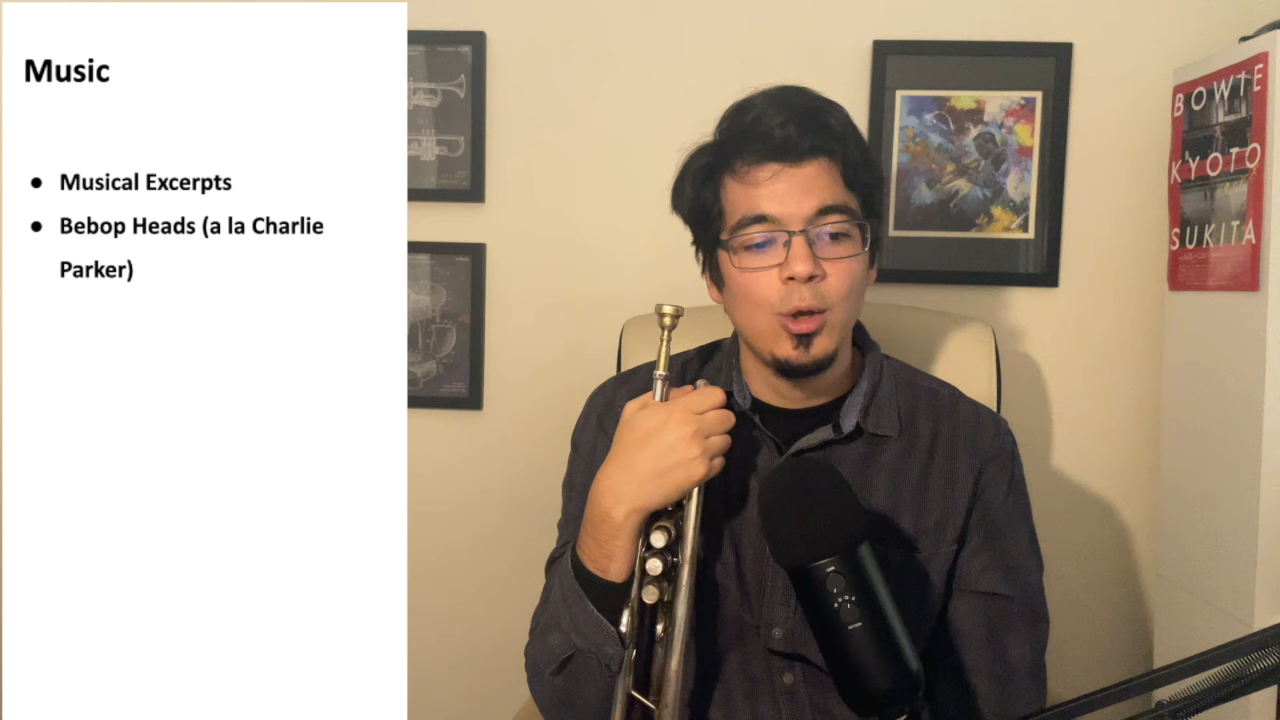 Music
● Musical Excerpts
● Bebop Heads (a la Charlie
Parker)
BOWIE
KYOTO
SUKITA